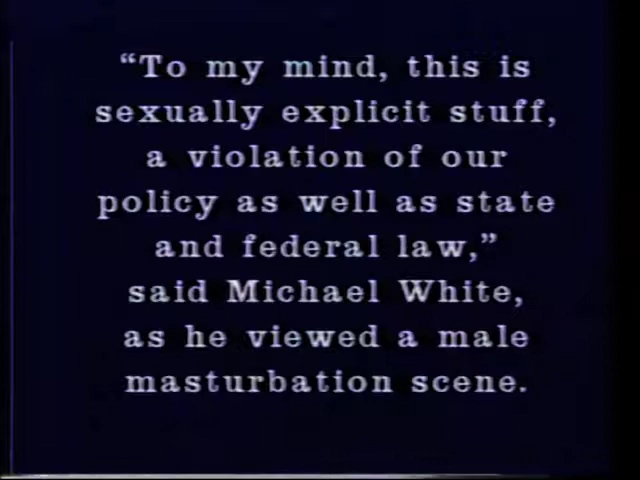 “To my mind, this is
sexually explicit stuff,
a violation of our
policy as well as state
and federal law,”
said Michael White,
as he viewed a male
masturbation scene.